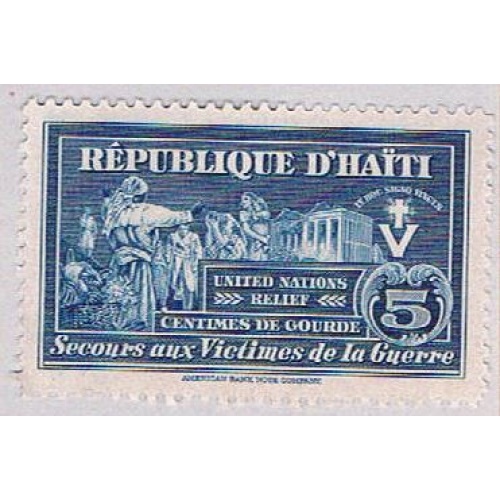 RÉPUBLIQUE D'HAÏTI
IN HOC SIGNO VINCES
V
UNITED NATIONS
RELIEF
5
CENTIMES DE GOURDE
Secours aux Victimes de la Guerre
AMERICAN BANK NOTE COMPANY